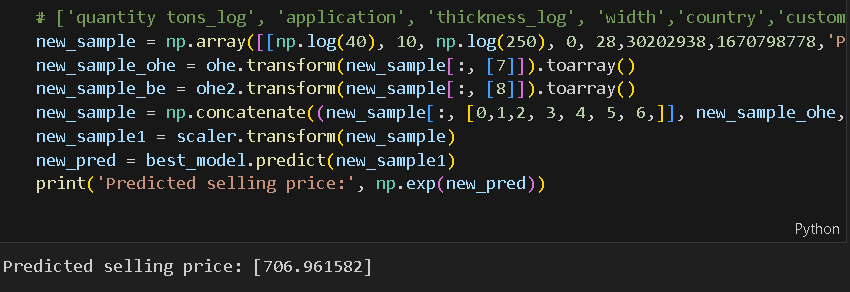 # ['quantity tons_log', 'application', 'thickness_log', 'width','country','custom
new_sample = np.array([[np.log(40), 10, np.log(250), 0, 28,30202938,1670798778,'P
new_sample_ohe = ohe.transform(new_sample[:, [7]]).toarray()
new_sample_be = ohe2.transform(new_sample[:, [8]]).toarray()
new_sample = np.concatenate((new_sample[:, [0,1,2, 3, 4, 5, 6,]], new_sample_ohe,
new_sample1 = scaler.transform(new_sample)
new_pred = best_model.predict(new_sample1)
print('Predicted selling price:', np.exp(new_pred))
Python
Predicted selling price: [706.961582]